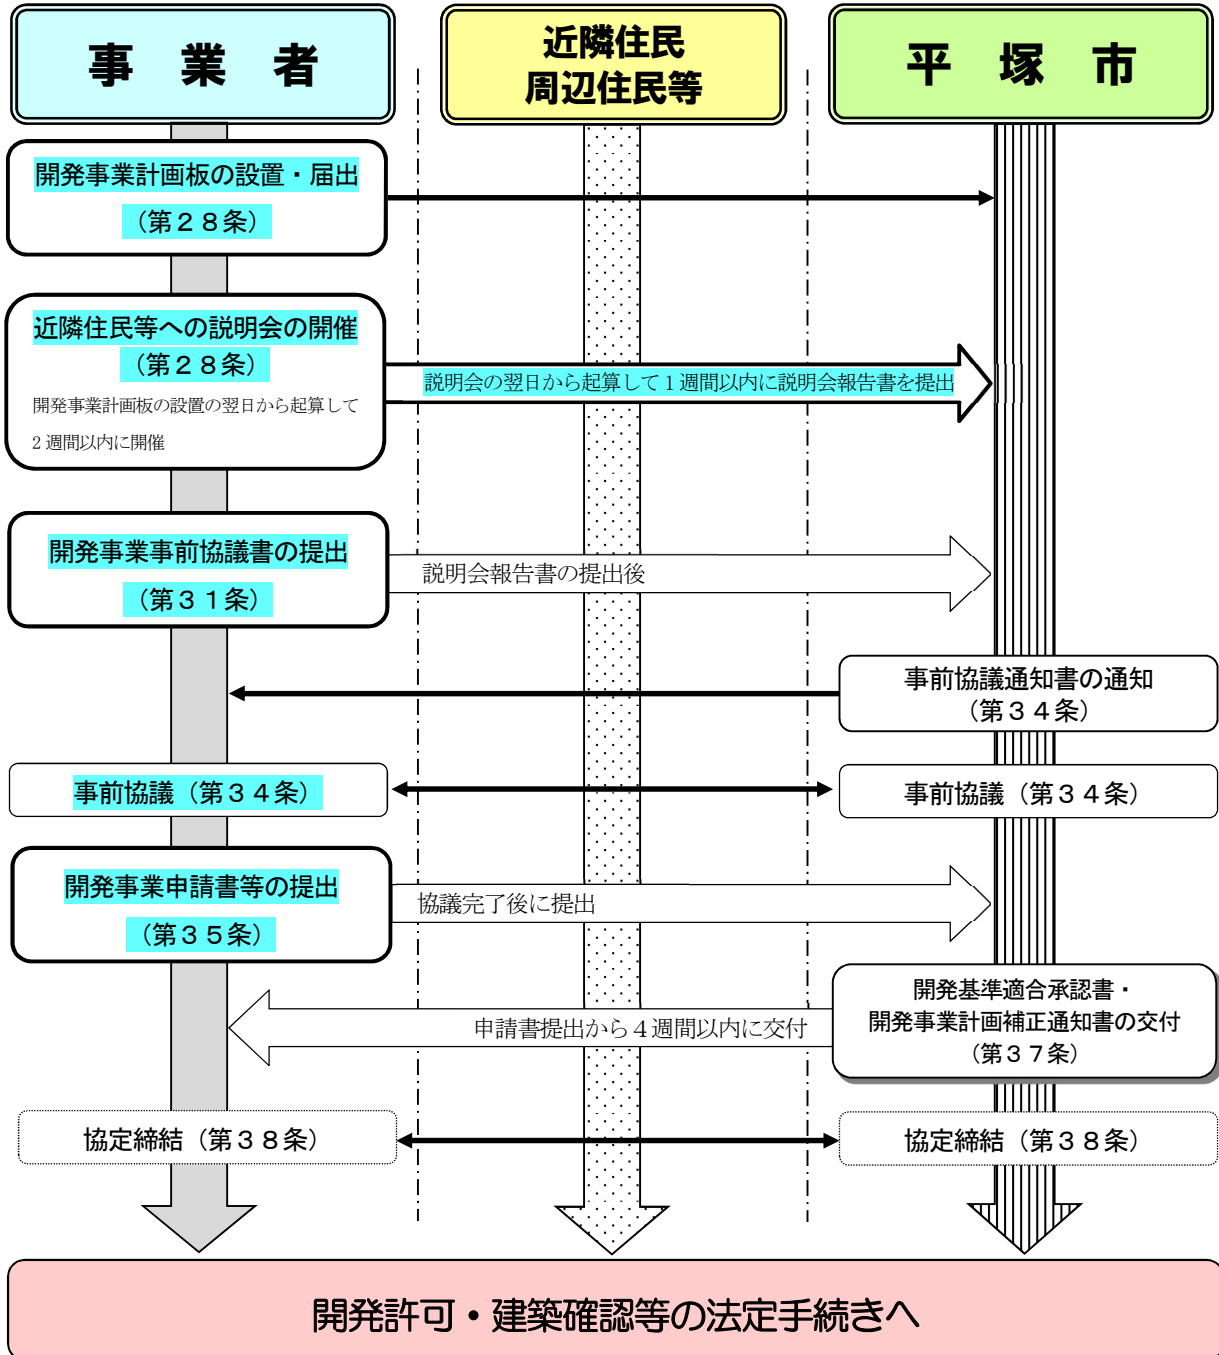 事 業 者
近隣住民
周辺住民等
平 塚 市
開発事業計画板の設置・届出
（第２８条）
近隣住民等への説明会の開催
（第２８条）
開発事業計画板の設置の翌日から起算して
2 週間以内に開催
説明会の翌日から起算して 1 週間以内に説明会報告書を提出
開発事業事前協議書の提出
（第３１条）
説明会報告書の提出後
事前協議通知書の通知
（第３４条）
事前協議（第３４条）
事前協議（第３４条）
開発事業申請書等の提出
（第３５条）
協議完了後に提出
開発基準適合承認書・
開発事業計画補正通知書の交付
（第３７条）
申請書提出から 4 週間以内に交付
協定締結（第３８条）
協定締結（第３８条）
開発許可・建築確認等の法定手続きへ